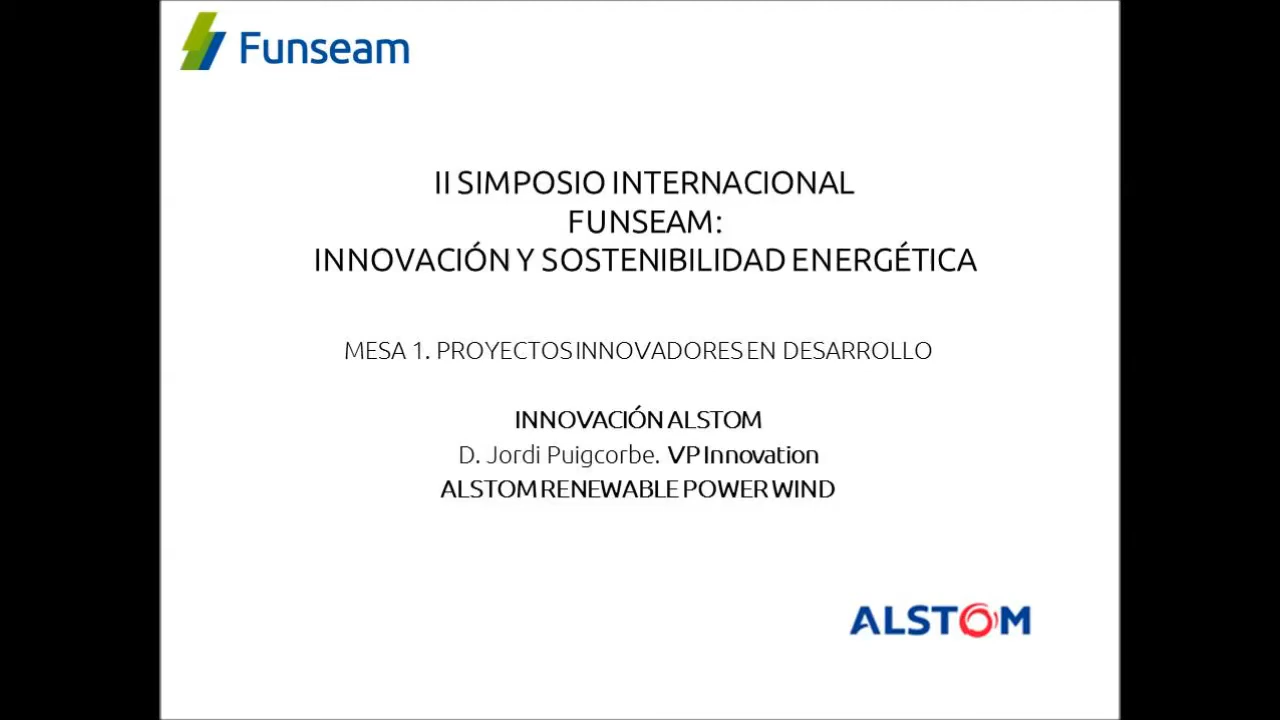 Funseam
II SIMPOSIO INTERNACIONAL
FUNSEAM:
INNOVACIÓN Y SOSTENIBILIDAD ENERGÉTICA
MESA 1. PROYECTOS INNOVADORES EN DESARROLLO
INNOVACIÓN ALSTOM
D. Jordi Puigcorbe. VP Innovation
ALSTOM RENEWABLE POWER WIND
ALSTOM